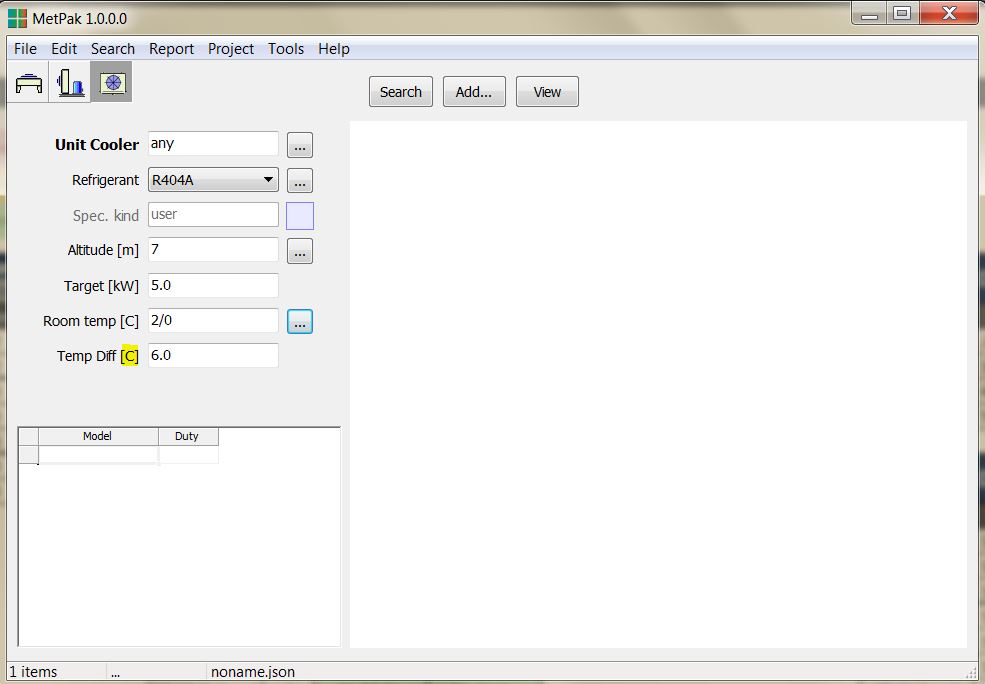 MetPak 1.0.0.0
File Edit Search Report Project Tools Help
Search Add... View
Unit Cooler any ...
Refrigerant R404A ...
Spec. kind user
Altitude [m] 7 ...
Target [kW] 5.0
Room temp [C] 2/0 ...
Temp Diff [C] 6.0
Model Duty
1 items ... noname.json